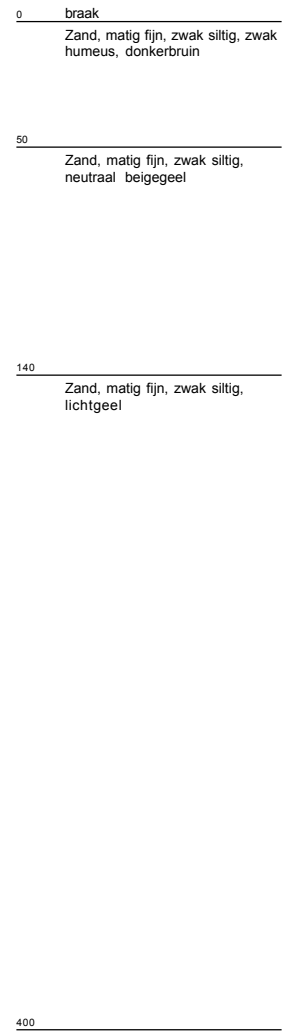 0 braak
Zand, matig fijn, zwak siltig, zwak
humeus, donkerbruin
50
Zand, matig fijn, zwak siltig,
neutraal beigegeel
140
Zand, matig fijn, zwak siltig,
lichtgeel
400